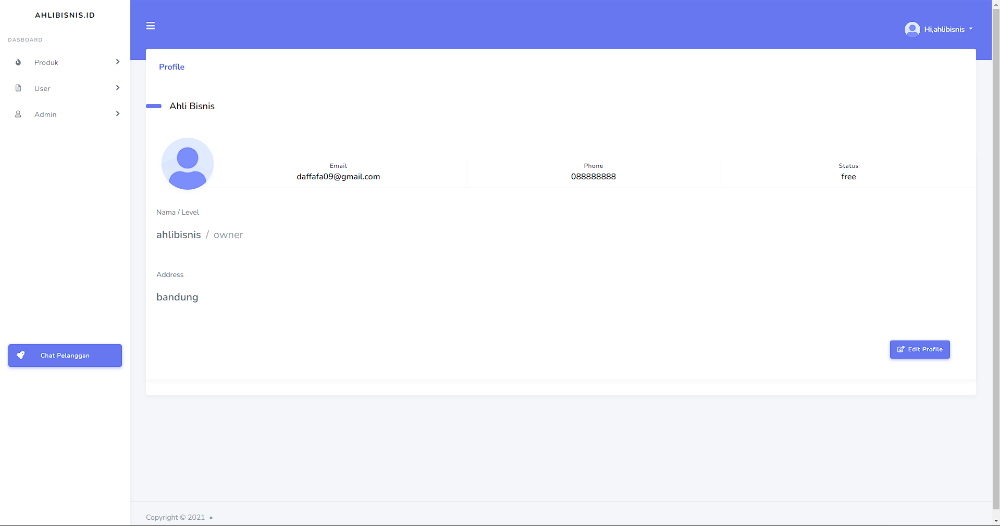 AHLIBISNIS.ID
DASBOARD
Produk
User
Admin
Chat Pelanggan
Hi,ahlibisnis
Profile
Ahli Bisnis
Email
daffafa09@gmail.com
Phone
088888888
Status
free
Nama / Level
ahlibisnis / owner
Address
bandung
Edit Profile
Copyright © 2021 •